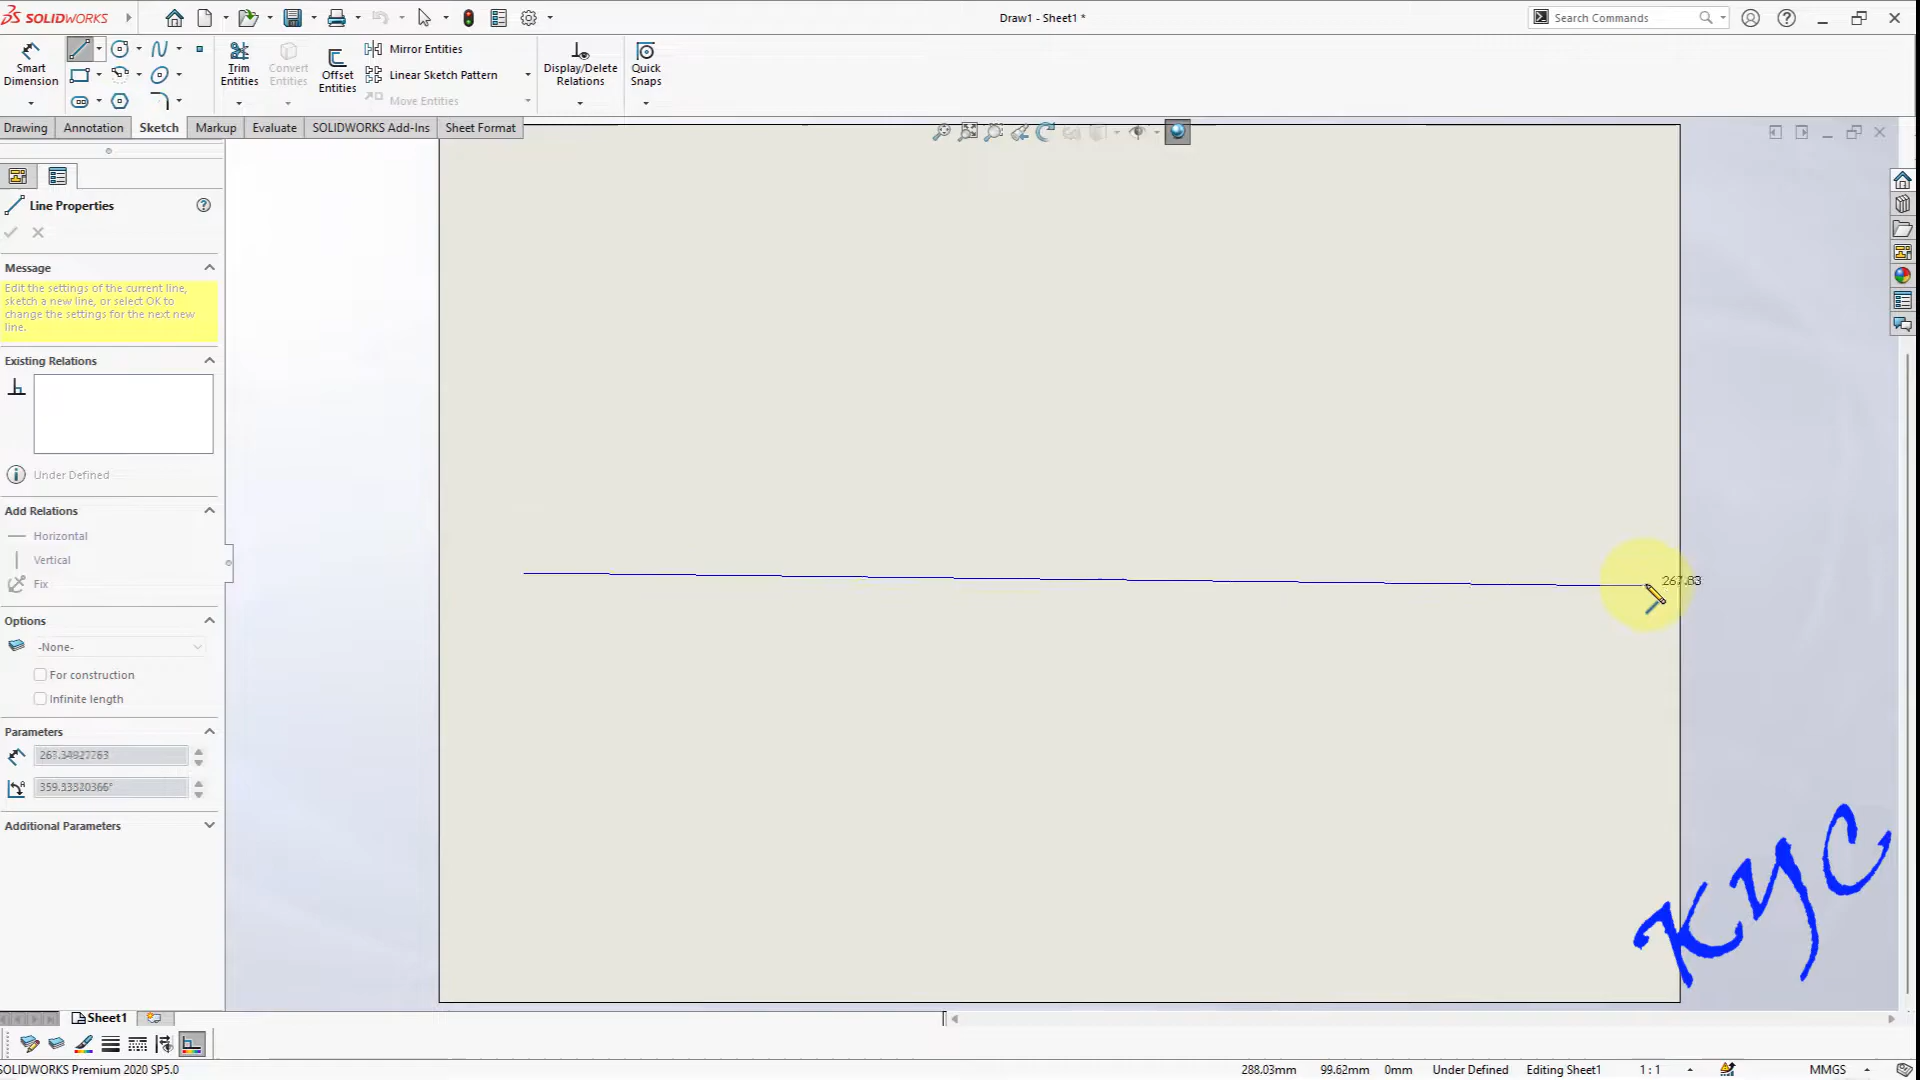 SOLIDWORKS
Draw1 - Sheet1 *
Search Commands
Smart Dimension
Trim Entities
Convert Entities
Offset Entities
Mirror Entities
Linear Sketch Pattern
Move Entities
Display/Delete Relations
Quick Snaps
Drawing
Annotation
Sketch
Markup
Evaluate
SOLIDWORKS Add-Ins
Sheet Format
Line Properties
Message
Edit the settings of the current line,
sketch a new line, or select OK to
change the settings for the next new
line.
Existing Relations
Under Defined
Add Relations
Horizontal
Vertical
Fix
Options
-None-
For construction
Infinite length
Parameters
Additional Parameters
267.83
KYC
Sheet1
SOLIDWORKS Premium 2020 SP5.0
288.03mm
99.62mm
0mm
Under Defined
Editing Sheet1
1 : 1
MMGS